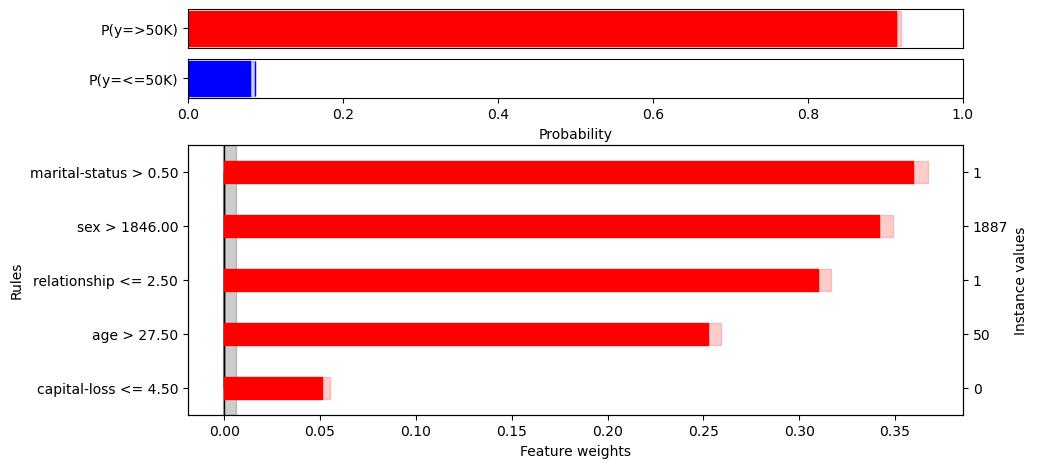 P(y=>50K)
P(y=<=50K)
0.0 0.2 0.4 0.6 0.8 1.0
Probability
marital-status > 0.50 1
sex > 1846.00 1887
relationship <= 2.50 1
age > 27.50 50
capital-loss <= 4.50 0
Rules
Instance values
0.00 0.05 0.10 0.15 0.20 0.25 0.30 0.35
Feature weights